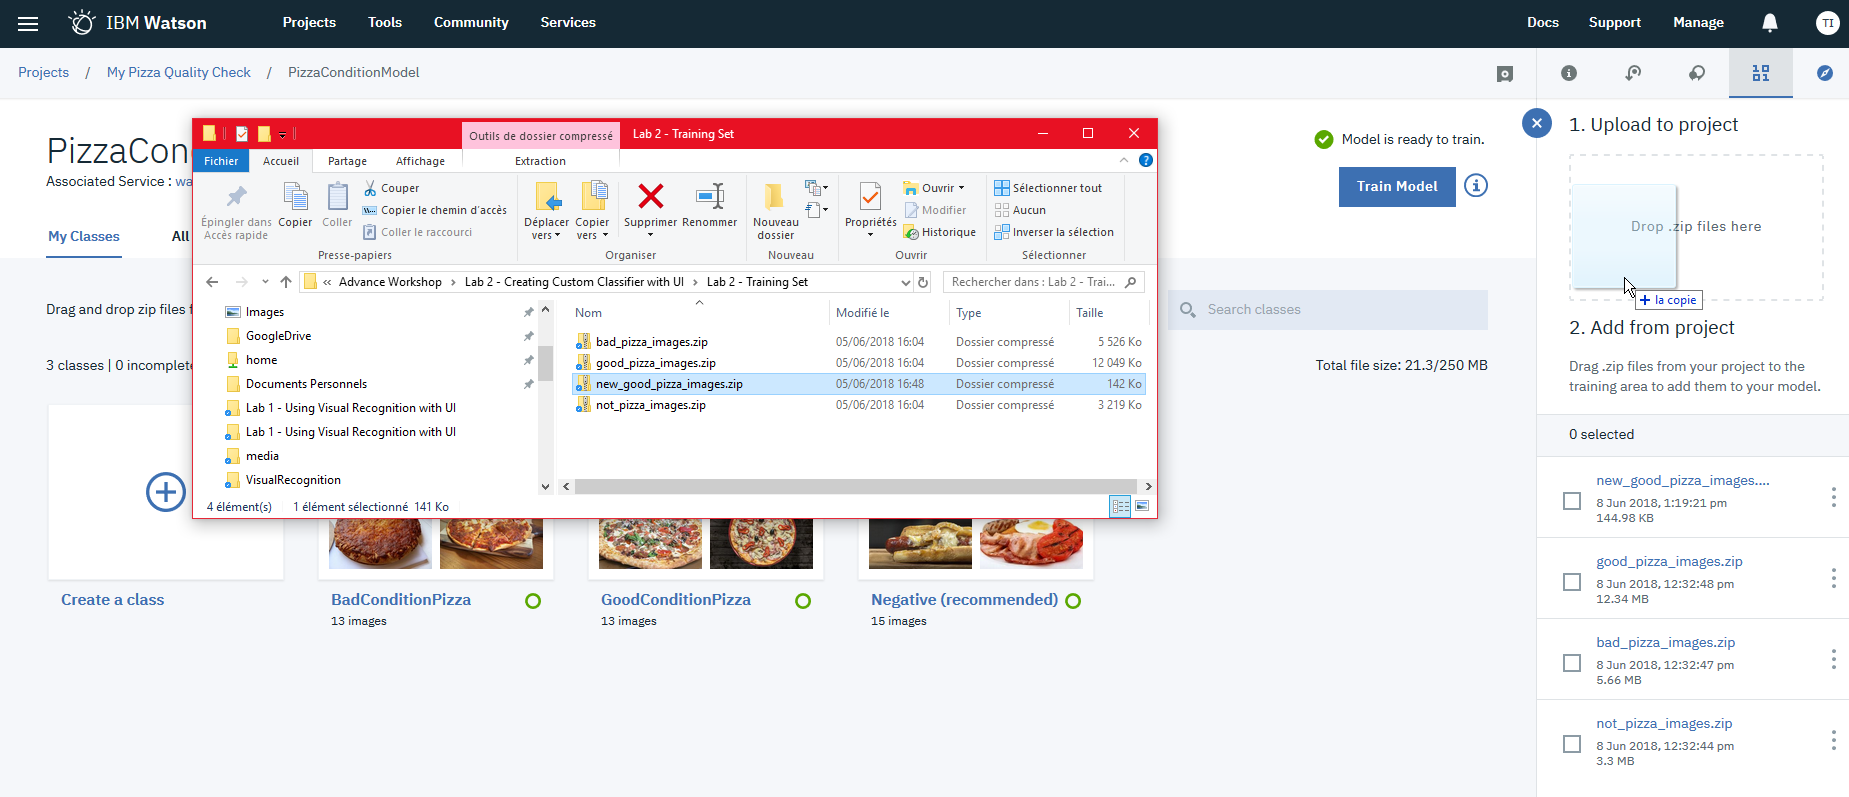 IBM Watson
Projects
Tools
Community
Services
Docs
Support
Manage
TI
Projects / My Pizza Quality Check / PizzaConditionModel
PizzaCon
Associated Service : wa
Model is ready to train.
Train Model
My Classes
All
Drag and drop zip files f
Search classes
3 classes | 0 incomplete
Total file size: 21.3/250 MB
Outils de dossier compressé
Lab 2 - Training Set
Fichier
Accueil
Partage
Affichage
Extraction
Épingler dans
Accès rapide
Copier
Coller
Couper
Copier le chemin d'accès
Coller le raccourci
Presse-papiers
Déplacer
vers
Copier
vers
Supprimer
Renommer
Organiser
Nouveau
dossier
Nouveau
Propriétés
Ouvrir
Modifier
Historique
Ouvrir
Sélectionner tout
Aucun
Inverser la sélection
Sélectionner
« Advance Workshop > Lab 2 - Creating Custom Classifier with UI > Lab 2 - Training Set
Rechercher dans : Lab 2 - Trai...
Images
GoogleDrive
home
Documents Personnels
Lab 1 - Using Visual Recognition with UI
Lab 1 - Using Visual Recognition with UI
media
VisualRecognition
Nom
Modifié le
Type
Taille
bad_pizza_images.zip 05/06/2018 16:04 Dossier compressé 5 526 Ko
good_pizza_images.zip 05/06/2018 16:04 Dossier compressé 12 049 Ko
new_good_pizza_images.zip 05/06/2018 16:48 Dossier compressé 142 Ko
not_pizza_images.zip 05/06/2018 16:04 Dossier compressé 3 219 Ko
4 élément(s)
1 élément sélectionné 141 Ko
Create a class
BadConditionPizza
13 images
GoodConditionPizza
13 images
Negative (recommended)
15 images
1. Upload to project
Drop .zip files here
+ la copie
2. Add from project
Drag .zip files from your project to the
training area to add them to your model.
0 selected
new_good_pizza_images....
8 Jun 2018, 1:19:21 pm
144.98 KB
good_pizza_images.zip
8 Jun 2018, 12:32:48 pm
12.34 MB
bad_pizza_images.zip
8 Jun 2018, 12:32:47 pm
5.66 MB
not_pizza_images.zip
8 Jun 2018, 12:32:44 pm
3.3 MB